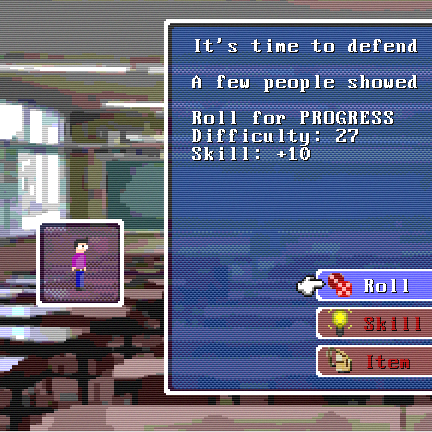 It's time to defend
A few people showed
Roll for PROGRESS
Difficulty: 27
Skill: +10
Roll
Skill
Item